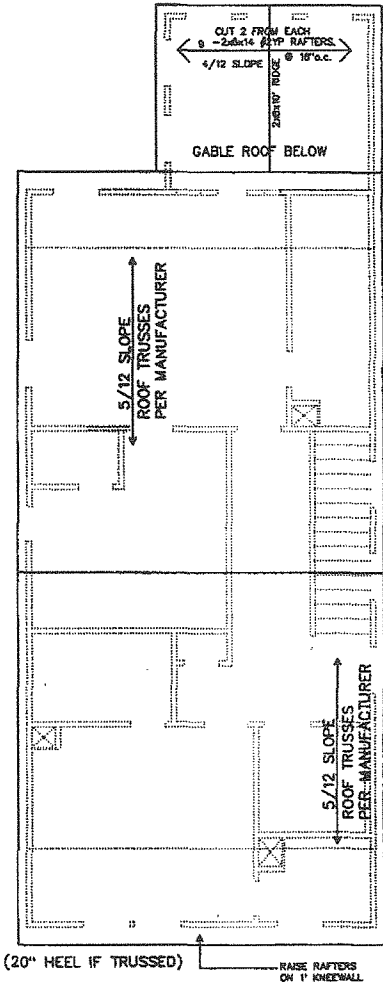 CUT 2 FROM EACH
9 -2x6x14 #2YP RAFTERS.
4/12 SLOPE @ 16"o.c.
2x8x10' RIDGE
GABLE ROOF BELOW
5/12 SLOPE
ROOF TRUSSES
PER MANUFACTURER
5/12 SLOPE
ROOF TRUSSES
PER MANUFACTURER
(20" HEEL IF TRUSSED)
RAISE RAFTERS
ON 1' KNEEWALL